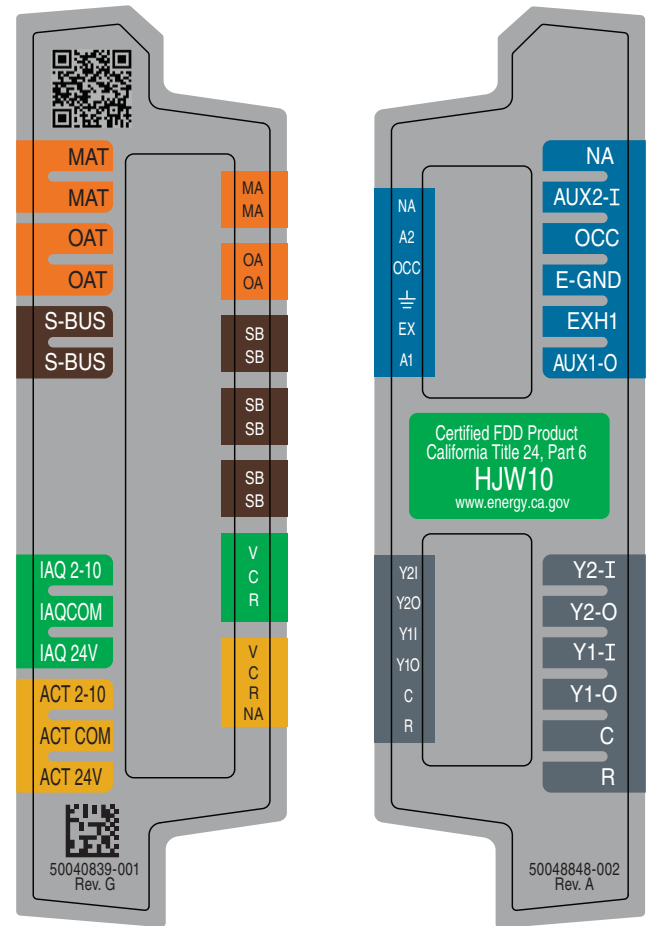 MAT
MAT
OAT
OAT
S-BUS
S-BUS
IAQ 2-10
IAQCOM
IAQ 24V
ACT 2-10
ACT COM
ACT 24V
MA
MA
OA
OA
SB
SB
SB
SB
SB
SB
V
C
R
V
C
R
NA
50040839-001
Rev. G
NA
A2
OCC
EX
A1
NA
AUX2-I
OCC
E-GND
EXH1
AUX1-O
Certified FDD Product
California Title 24, Part 6
HJW10
www.energy.ca.gov
Y2I
Y2O
Y1I
Y1O
C
R
Y2-I
Y2-O
Y1-I
Y1-O
C
R
50048848-002
Rev. A